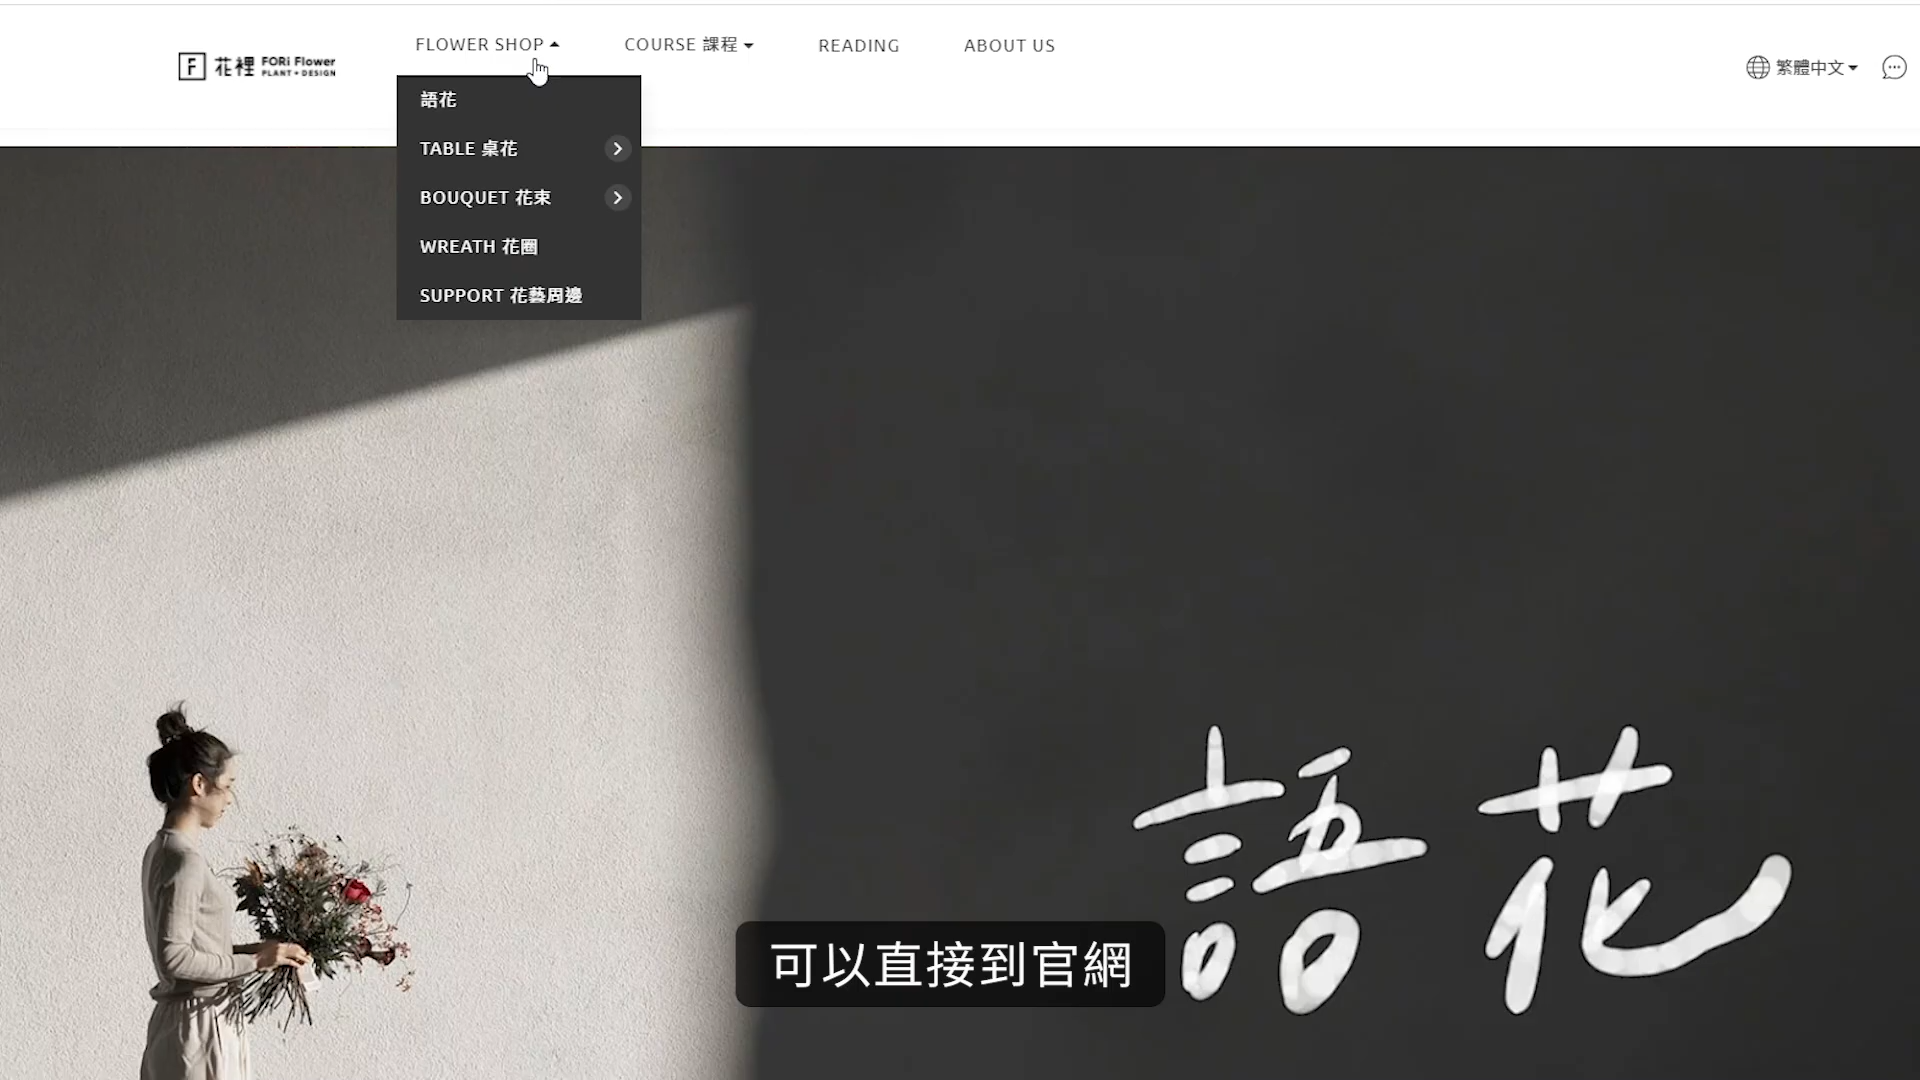 F 花裡 FORi Flower
PLANT + DESIGN
FLOWER SHOP
COURSE 課程
READING
ABOUT US
繁體中文
語花
TABLE 桌花
BOUQUET 花束
WREATH 花圈
SUPPORT 花藝周邊
語花
可以直接到官網